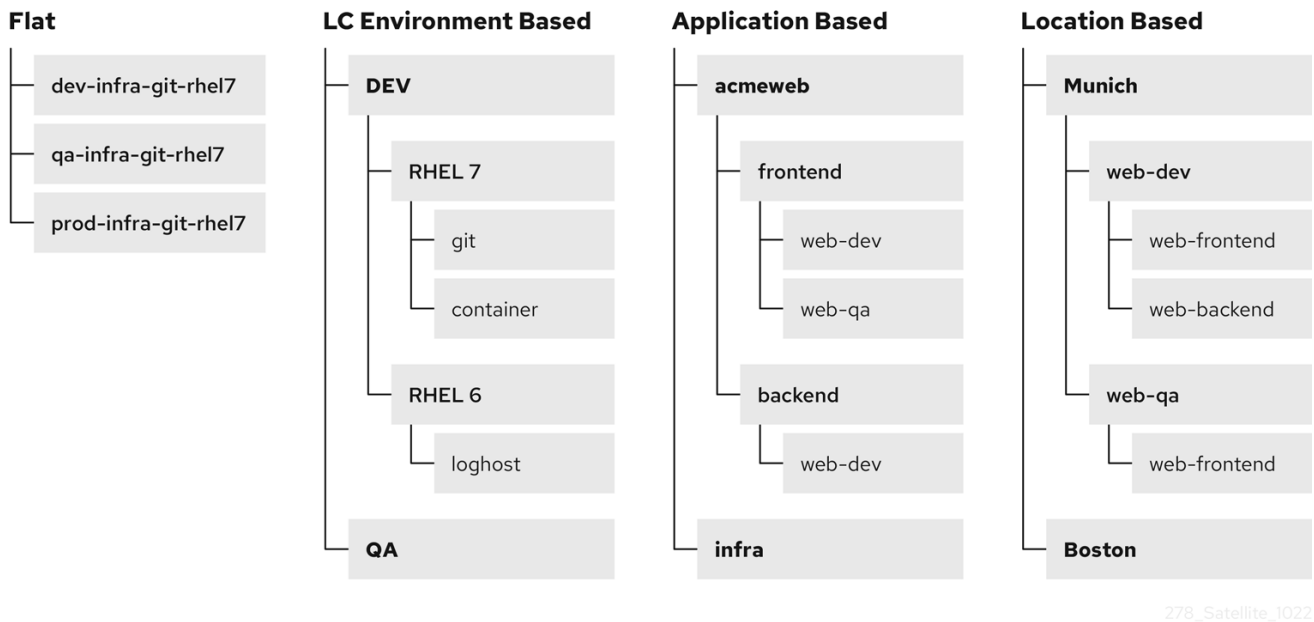 Flat
dev-infra-git-rhel7
qa-infra-git-rhel7
prod-infra-git-rhel7
LC Environment Based
DEV
RHEL 7
git
container
RHEL 6
loghost
QA
Application Based
acmeweb
frontend
web-dev
web-qa
backend
web-dev
infra
Location Based
Munich
web-dev
web-frontend
web-backend
web-qa
web-frontend
Boston
278_Satellite_1022